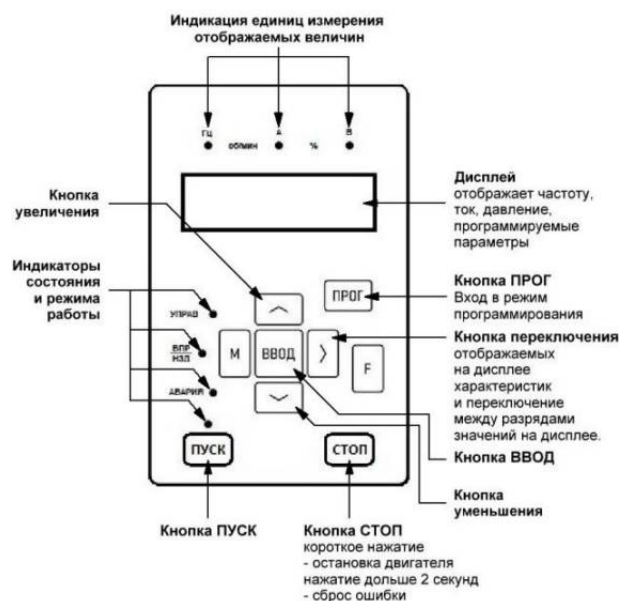 Индикация единиц измерения
отображаемых величин
Гц
об/мин
А
%
В
Кнопка
увеличения
Дисплей
отображает частоту,
ток, давление,
программируемые
параметры
Индикаторы
состояния
и режима
работы
УПРАВ
ВПР
НЗЛ
АВАРИЯ
ПРОГ
М
ВВОД
F
ПУСК
СТОП
Кнопка ПРОГ
Вход в режим
программирования
Кнопка переключения
отображаемых
на дисплее
характеристик
и переключение
между разрядами
значений на дисплее.
Кнопка ВВОД
Кнопка
уменьшения
Кнопка ПУСК
Кнопка СТОП
короткое нажатие
- остановка двигателя
нажатие дольше 2 секунд
- сброс ошибки